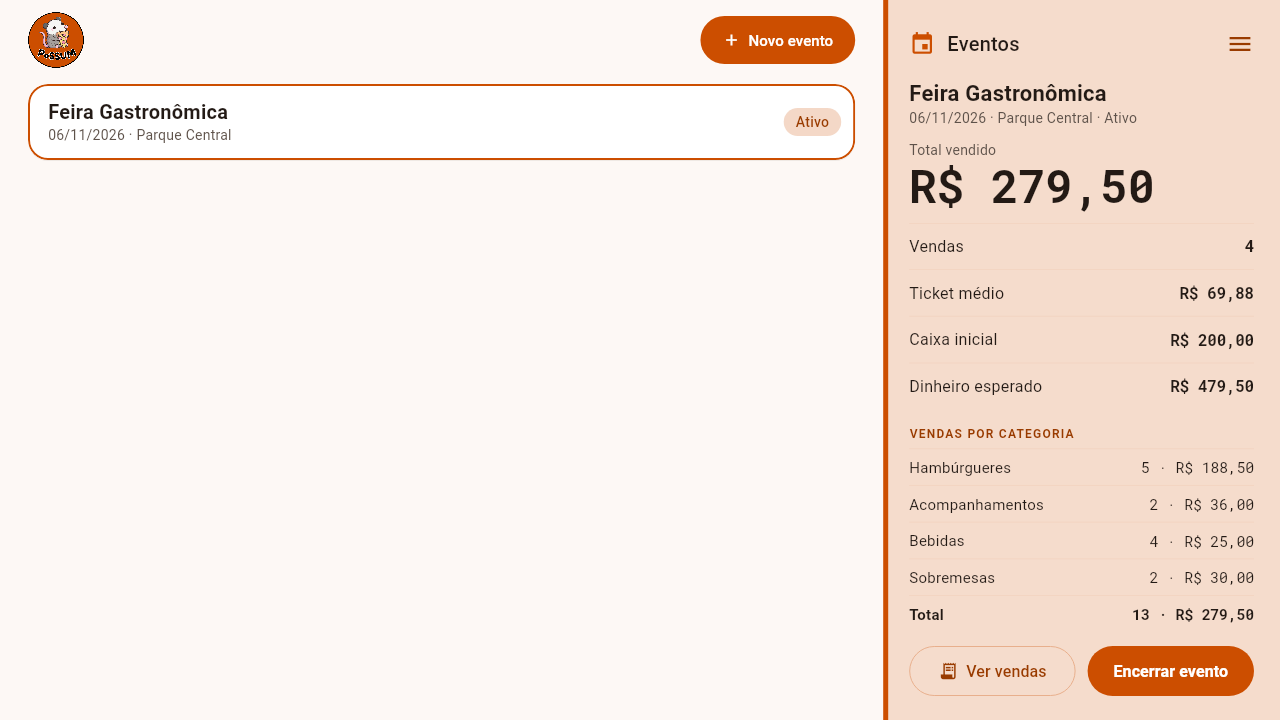 POSSUM
Novo evento
Feira Gastronômica
06/11/2026 · Parque Central
Ativo
Eventos
Feira Gastronômica
06/11/2026 · Parque Central · Ativo
Total vendido
R$ 279,50
Vendas 4
Ticket médio R$ 69,88
Caixa inicial R$ 200,00
Dinheiro esperado R$ 479,50
VENDAS POR CATEGORIA
Hambúrgueres 5 · R$ 188,50
Acompanhamentos 2 · R$ 36,00
Bebidas 4 · R$ 25,00
Sobremesas 2 · R$ 30,00
Total 13 · R$ 279,50
Ver vendas
Encerrar evento